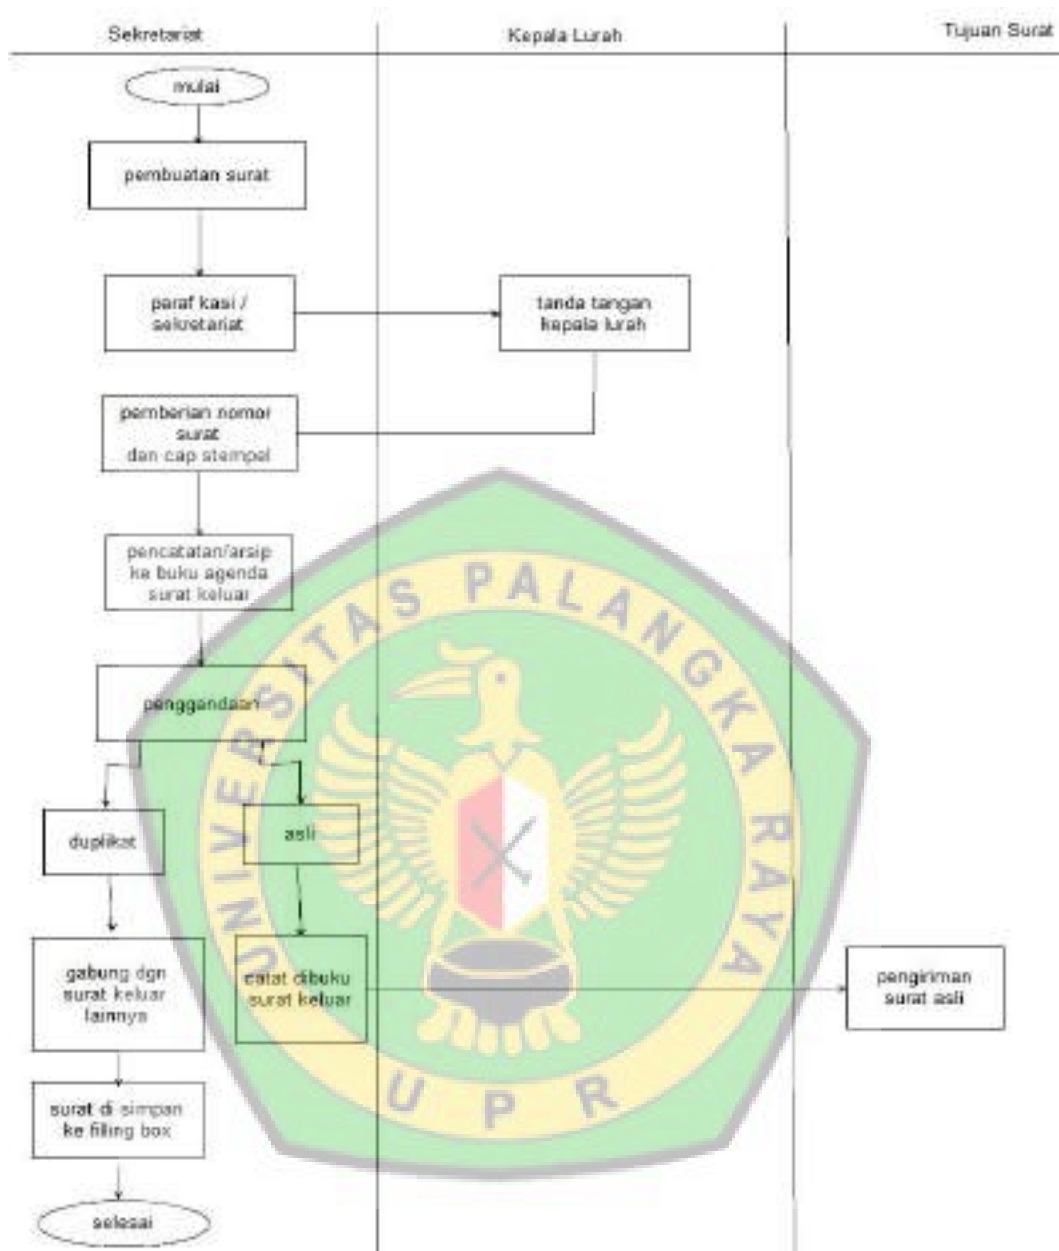 Sekretariat
Kepala Lurah
Tujuan Surat
mulai
pembuatan surat
paraf kasi /
sekretariat
tanda tangan
kepala lurah
pemberian nomor
surat
dan cap stempel
pencatatan/arsip
ke buku agenda
surat keluar
penggandaan
duplikat
asli
gabung dgn
surat keluar
lainnya
catat dibuku
surat keluar
pengiriman
surat asli
surat di simpan
ke filling box
selesai
UNIVERSITAS PALANGKA RAYA
UPR